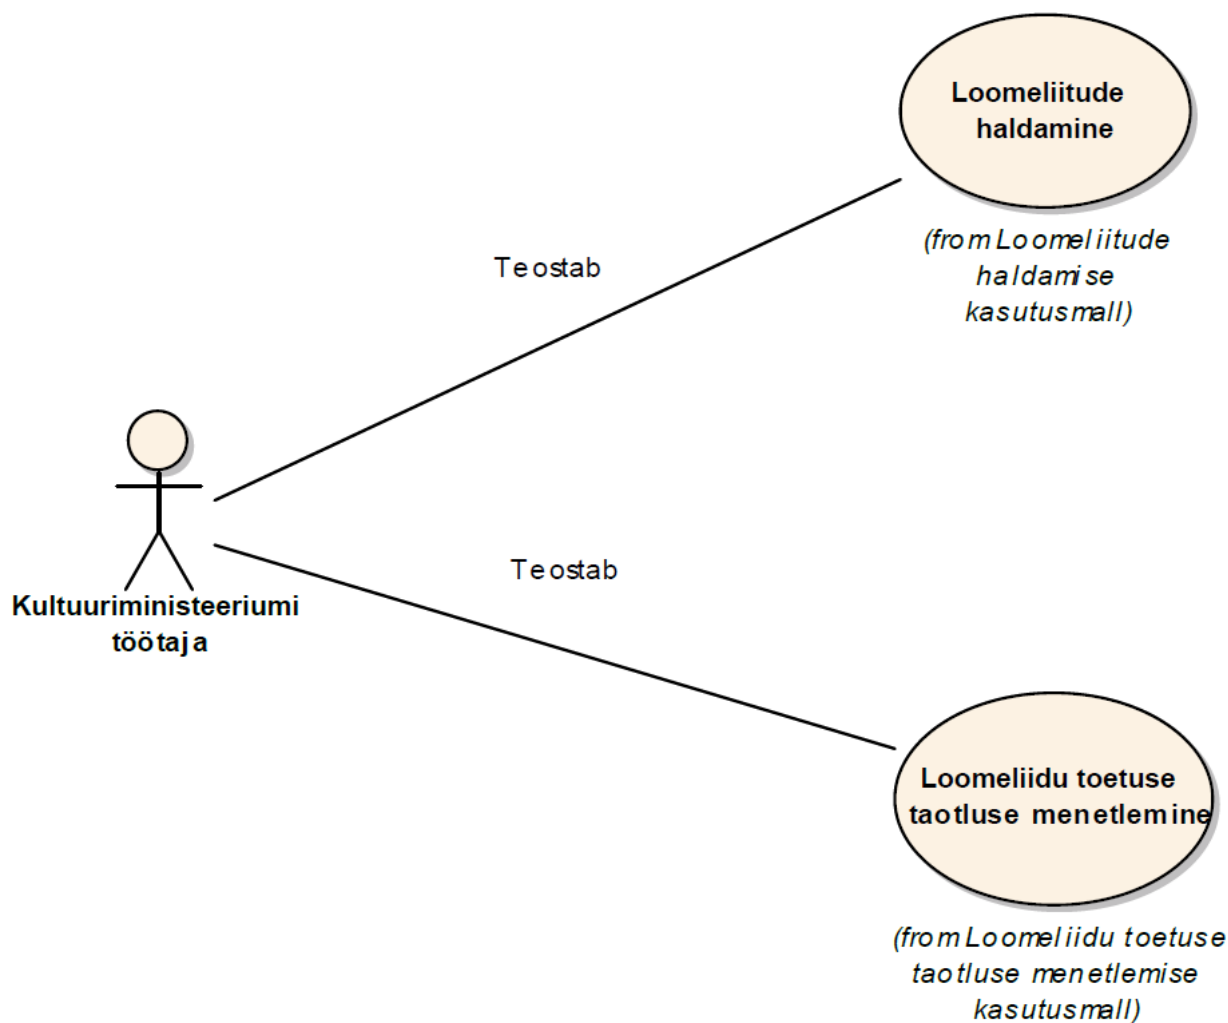 Loomeliitude
haldamine
(from Loomeliitude
haldamise
kasutusmall)
Teostab
Teostab
Kultuuriministeeriumi
töötaja
Loomeliidu toetuse
taotluse menetlemine
(from Loomeliidu toetuse
taotluse menetlemise
kasutusmall)